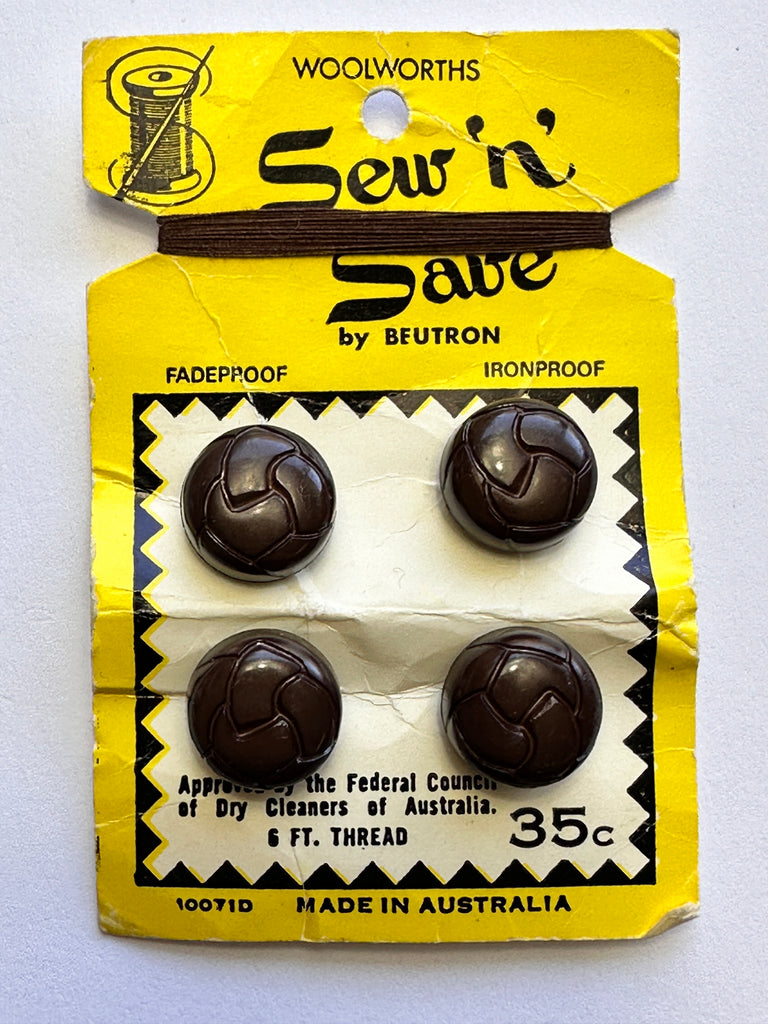 WOOLWORTHS
Sew 'n'
Save
by BEUTRON
FADEPROOF IRONPROOF
Approved by the Federal Council
of Dry Cleaners of Australia.
6 FT. THREAD
35c
10071D MADE IN AUSTRALIA